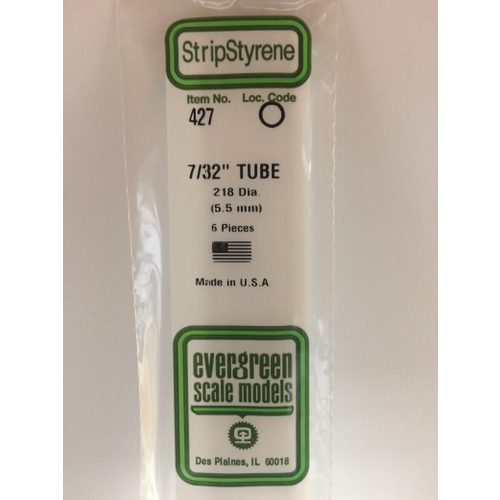 StripStyrene
Item No. Loc. Code
427
7/32" TUBE
218 Dia.
(5.5 mm)
6 Pieces
Made in U.S.A
evergreen
scale models
Des Plaines, IL 60018